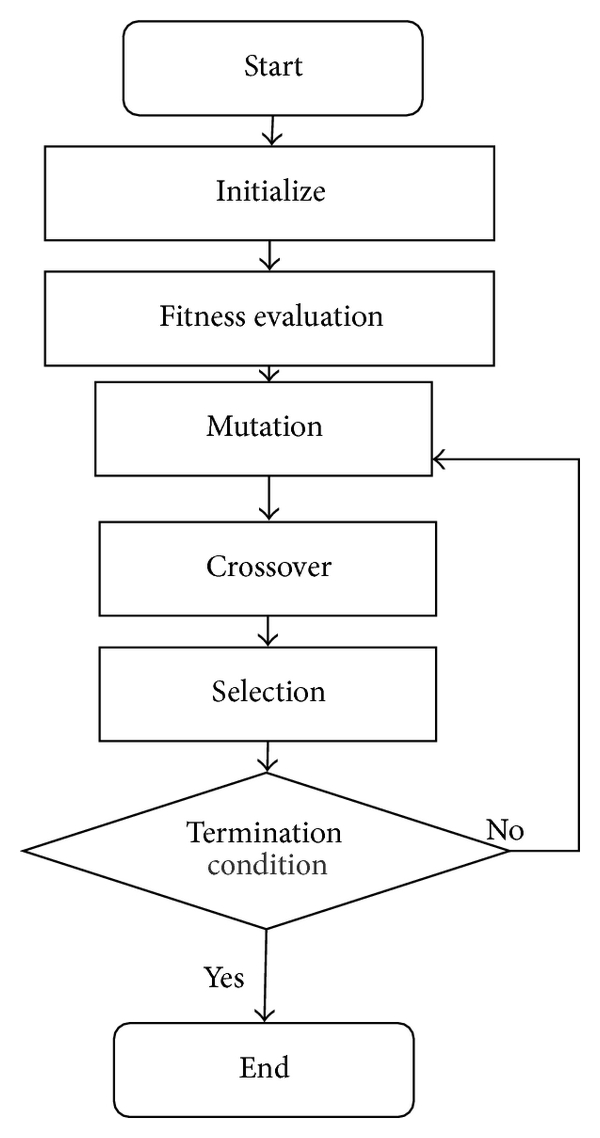 Start
Initialize
Fitness evaluation
Mutation
Crossover
Selection
Termination
condition
No
Yes
End